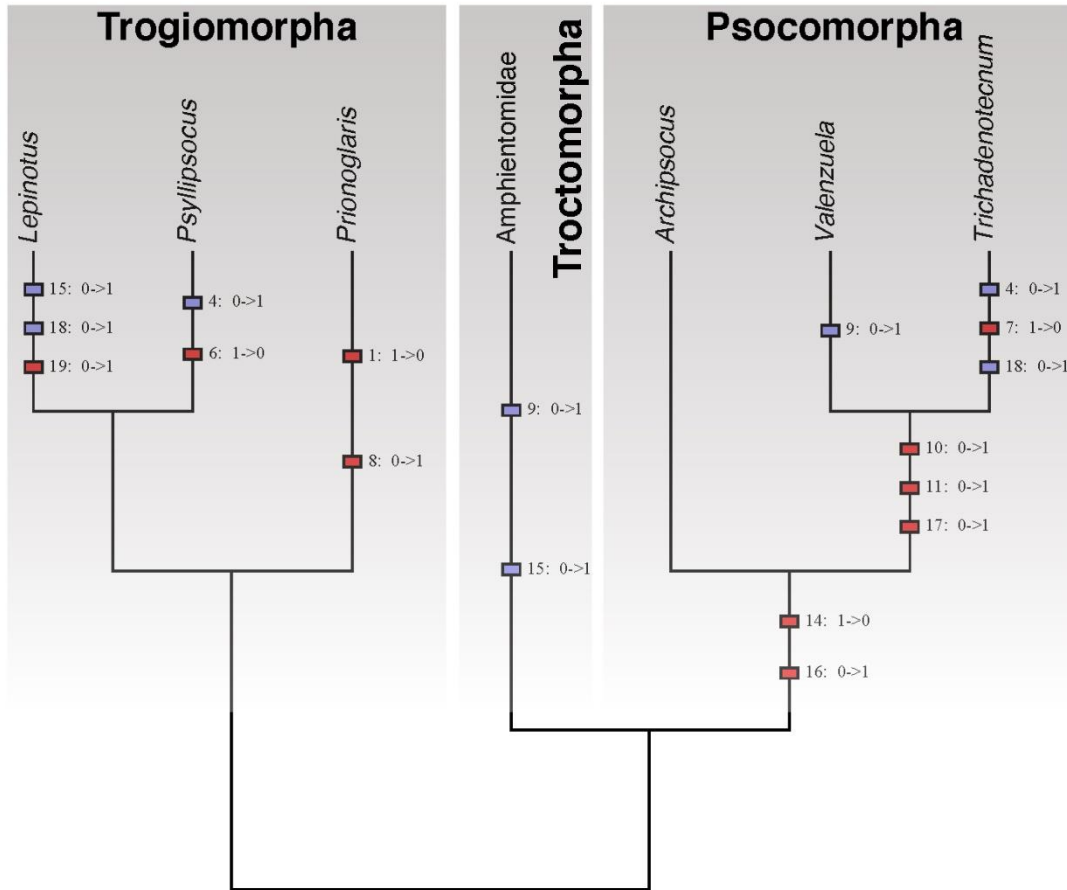 Trogiomorpha
Troctomorpha
Psocomorpha
Lepinotus
Psyllipsocus
Prionoglaris
Amphientomidae
Archipsocus
Valenzuela
Trichadenotecnum
15: 0->1
18: 0->1
19: 0->1
4: 0->1
6: 1->0
1: 1->0
8: 0->1
9: 0->1
15: 0->1
9: 0->1
4: 0->1
7: 1->0
18: 0->1
10: 0->1
11: 0->1
17: 0->1
14: 1->0
16: 0->1